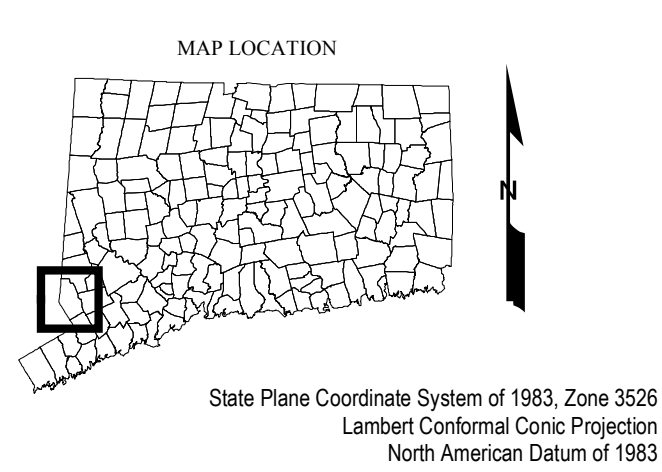 MAP LOCATION
N
State Plane Coordinate System of 1983, Zone 3526
Lambert Conformal Conic Projection
North American Datum of 1983